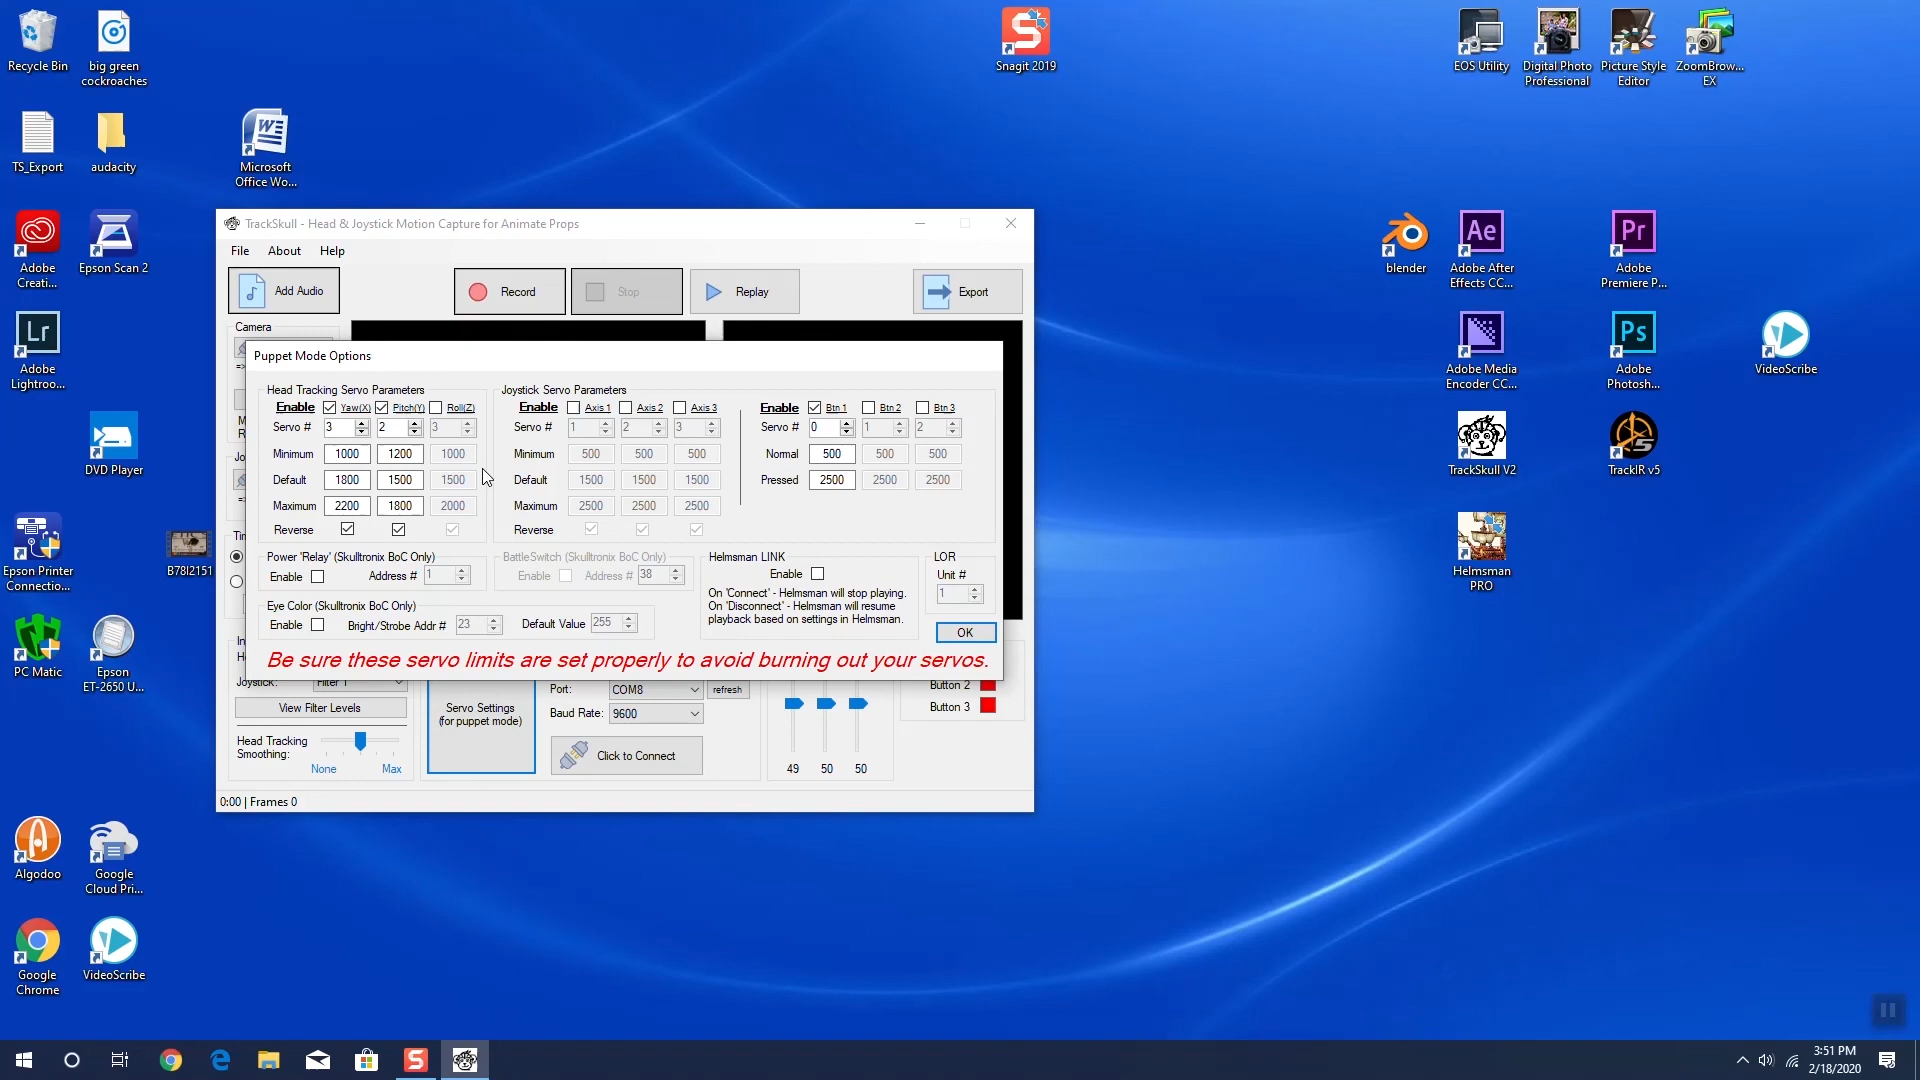 Recycle Bin
big green
cockroaches
Snagit 2019
EOS Utility
Digital Photo
Professional
Picture Style
Editor
ZoomBrow...
EX
TS_Export
audacity
Microsoft
Office Wo...
Adobe
Creati...
Epson Scan 2
Adobe
Lightroo...
DVD Player
Epson Printer
Connectio...
B78I2151
PC Matic
Epson
ET-2650 U...
Algodoo
Google
Cloud Pri...
Google
Chrome
VideoScribe
blender
Adobe After
Effects CC...
Adobe
Premiere P...
Adobe Media
Encoder CC...
Adobe
Photosh...
VideoScribe
TrackSkull V2
TrackIR v5
Helmsman
PRO
TrackSkull - Head & Joystick Motion Capture for Animate Props
File About Help
Add Audio Record Stop Replay Export
Camera
Puppet Mode Options
Head Tracking Servo Parameters
Enable Yaw(X) Pitch(Y) Roll(Z)
Servo # 3 2 3
Minimum 1000 1200 1000
Default 1800 1500 1500
Maximum 2200 1800 2000
Reverse
Joystick Servo Parameters
Enable Axis 1 Axis 2 Axis 3
Servo # 1 2 3
Minimum 500 500 500
Default 1500 1500 1500
Maximum 2500 2500 2500
Reverse
Enable Btn 1 Btn 2 Btn 3
Servo # 0 1 2
Normal 500 500 500
Pressed 2500 2500 2500
Power 'Relay' (Skulltronix BoC Only)
Enable Address # 1
BattleSwitch (Skulltronix BoC Only)
Enable Address # 38
Helmsman LINK
Enable
On 'Connect' - Helmsman will stop playing.
On 'Disconnect' - Helmsman will resume
playback based on settings in Helmsman.
LOR
Unit #
1
Eye Color (Skulltronix BoC Only)
Enable Bright/Strobe Addr # 23 Default Value 255
OK
Be sure these servo limits are set properly to avoid burning out your servos.
Joystick: Filter 1
View Filter Levels
Head Tracking
Smoothing:
None Max
Servo Settings
(for puppet mode)
Port: COM8 refresh
Baud Rate: 9600
Click to Connect
49 50 50
Button 2
Button 3
0:00 | Frames 0
3:51 PM
2/18/2020